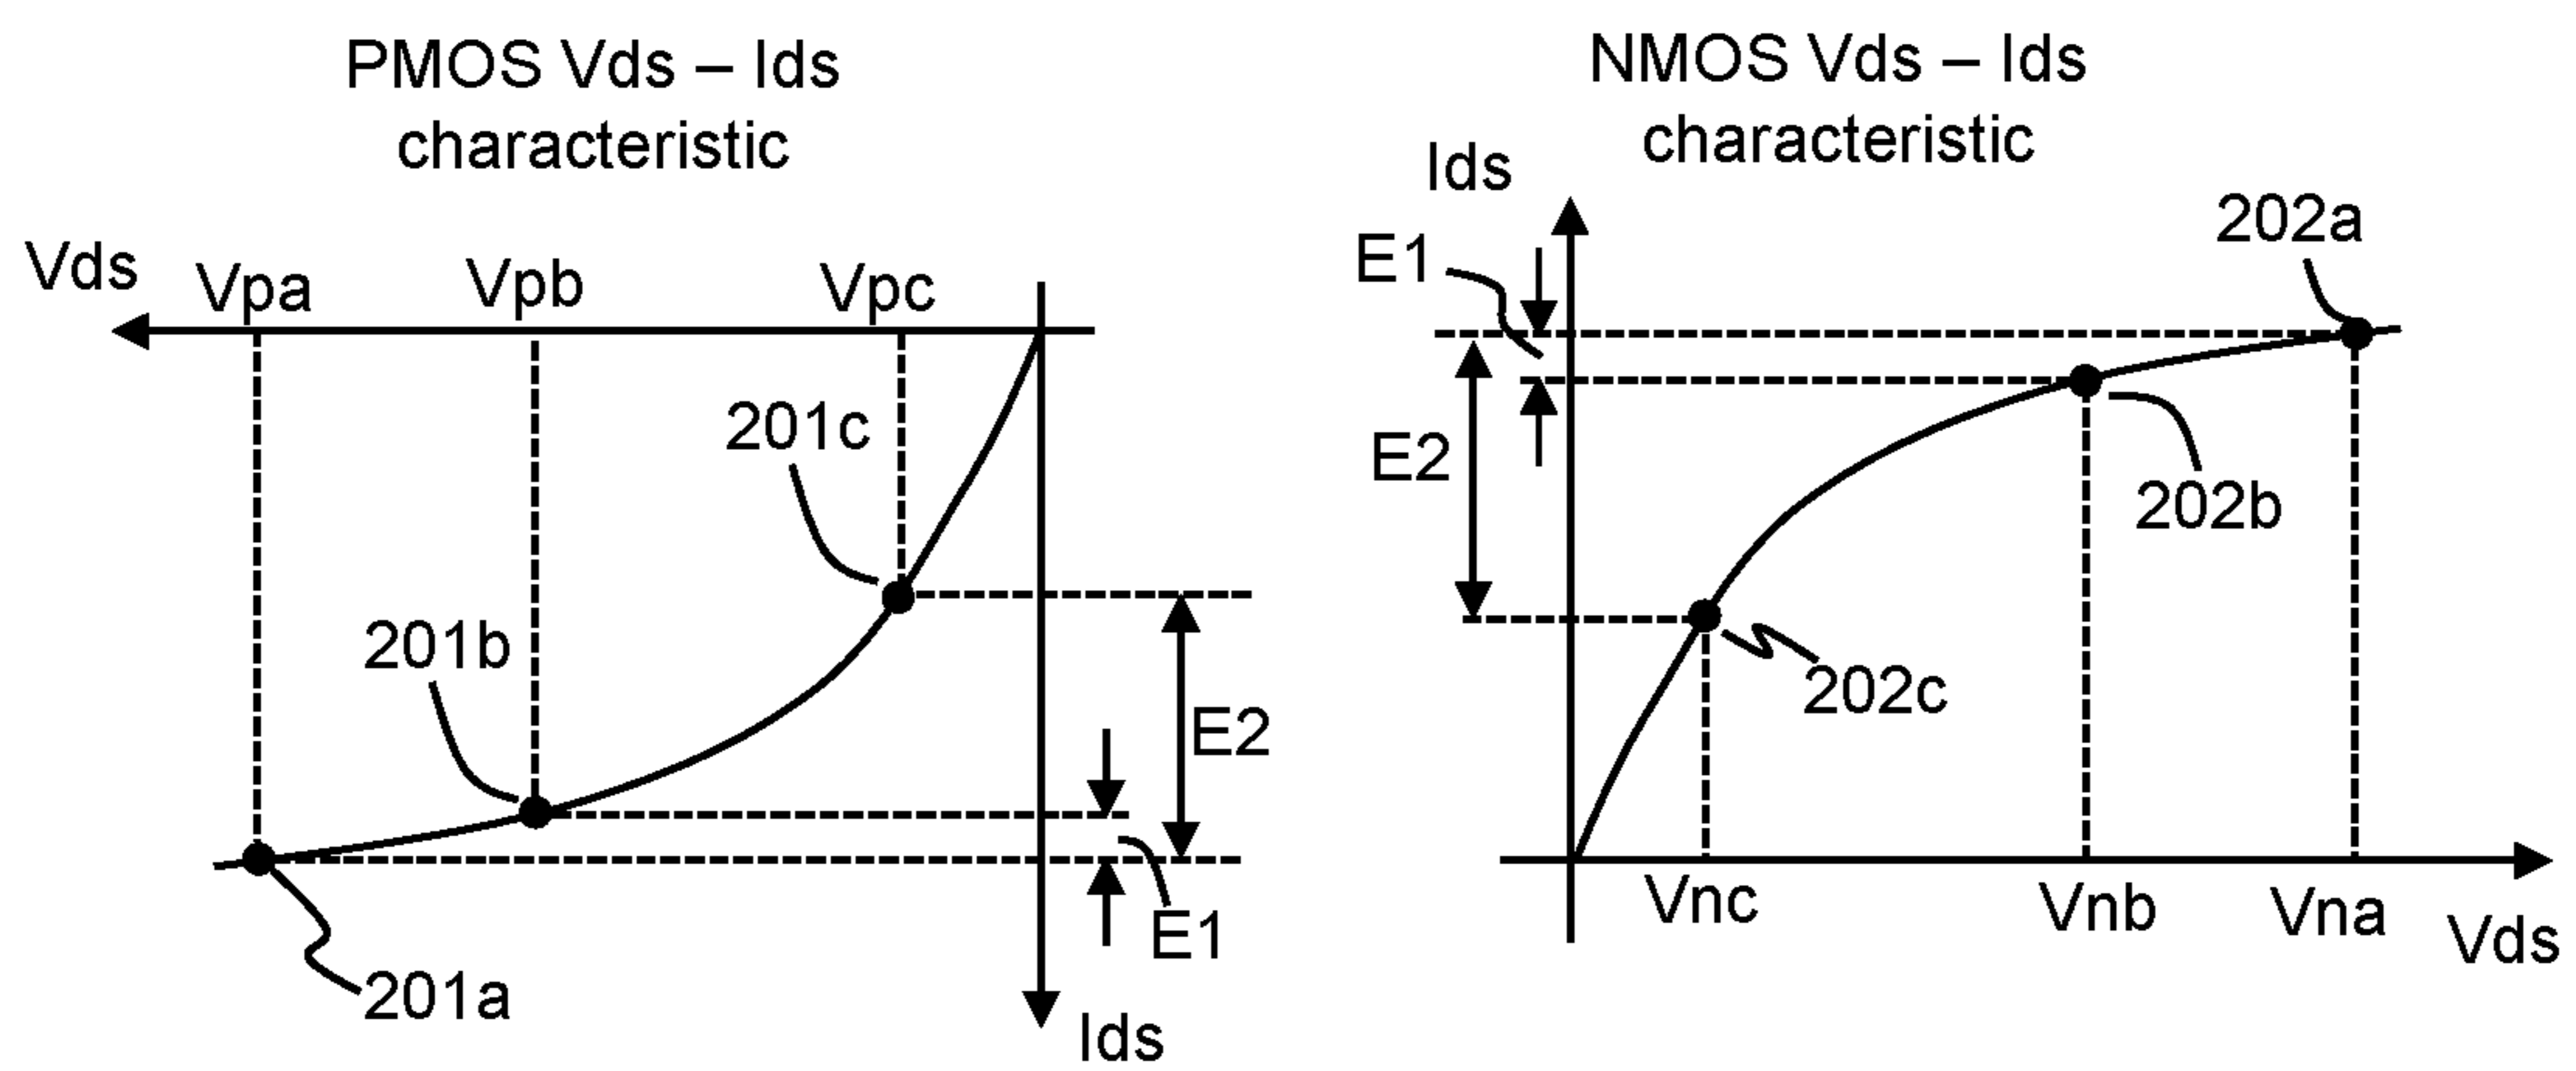 PMOS Vds – Ids
characteristic
Vds
Vpa
Vpb
Vpc
201c
201b
E2
E1
201a
Ids
NMOS Vds – Ids
characteristic
Ids
202a
E1
E2
202b
202c
Vnc
Vnb
Vna
Vds